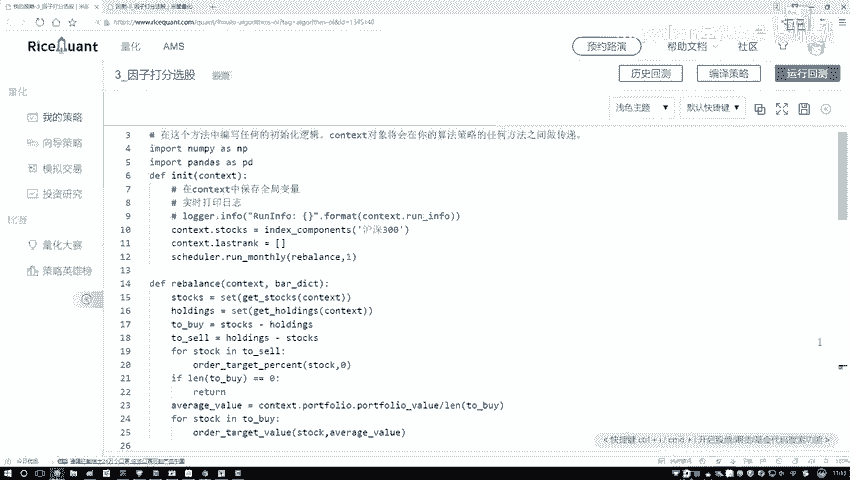 RiceQuant
量化
AMS
预约路演
帮助文档
社区
3_因子打分选股
历史回测
编译策略
运行回测
量化
我的策略
向导策略
模拟交易
投资研究
比赛
量化大赛
策略英雄榜
浅色主题
默认快捷键
3 # 在这个方法中编写任何的初始化逻辑。context对象将会在你的算法策略的任何方法之间做传递。
4 import numpy as np
5 import pandas as pd
6 def init(context):
7 # 在context中保存全局变量
8 # 实时打印日志
9 # logger.info("RunInfo: {}".format(context.run_info))
10 context.stocks = index_components('沪深300')
11 context.lastrank = []
12 scheduler.run_monthly(rebalance,1)
13
14 def rebalance(context, bar_dict):
15 stocks = set(get_stocks(context))
16 holdings = set(get_holdings(context))
17 to_buy = stocks - holdings
18 to_sell = holdings - stocks
19 for stock in to_sell:
20 order_target_percent(stock,0)
21 if len(to_buy) == 0:
22 return
23 average_value = context.portfolio.portfolio_value/len(to_buy)
24 for stock in to_buy:
25 order_target_value(stock,average_value)
26